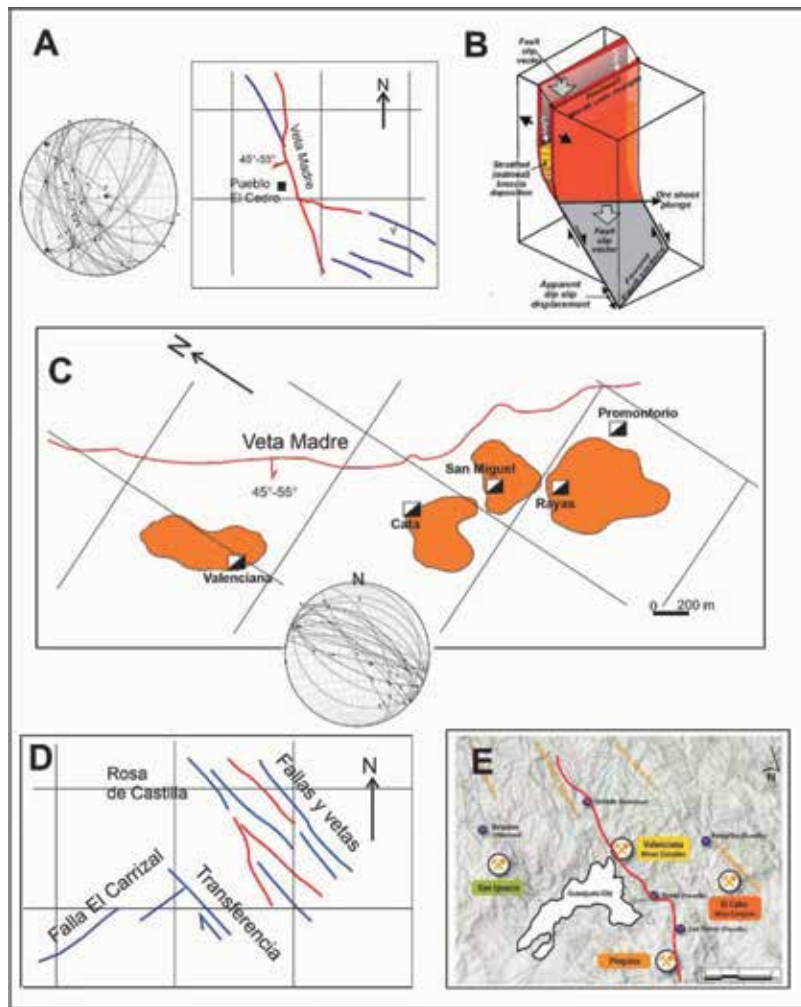 A
N
Veta Madre
45°-55°
Pueblo
El Cedro
B
Fault
slip
vector
Stratified
(oatmeal)
breccia
deposition
Ore shoot
plunge
Fault
slip
vector
Apparent
dip slip
displacement
C
N
Veta Madre
45°-55°
Promontorio
San Miguel
Rayas
Cata
Valenciana
0 200 m
N
D
N
Rosa
de Castilla
Fallas y vetas
Falla El Carrizal
Transferencia
E
N
Valenciana
San Ignacio
Guanajuato City
El Cubo
Pinguico